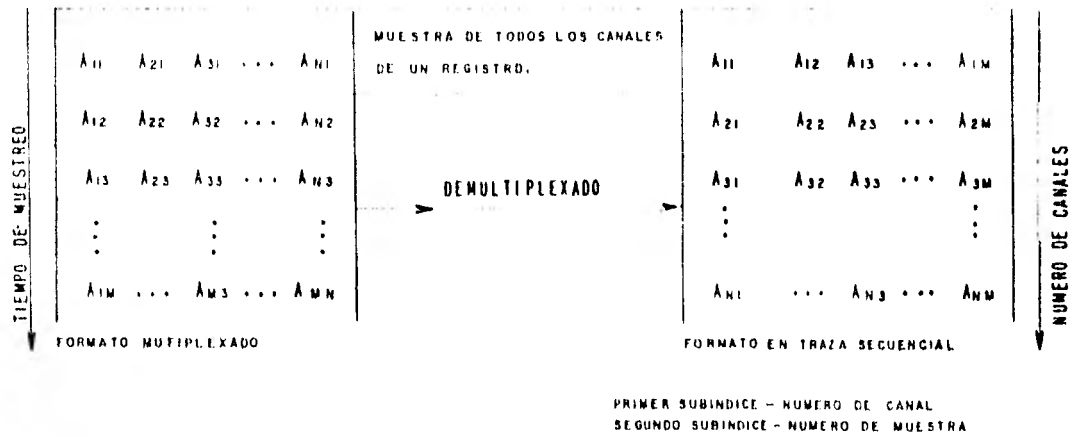 MUESTRA DE TODOS LOS CANALES
DE UN REGISTRO.
A11 A21 A31 ... AN1
A12 A22 A32 ... AN2
A13 A23 A33 ... AN3
A1M ... AM3 ... AMN
TIEMPO DE MUESTREO
FORMATO MUTIPLEXADO
DEMULTIPLEXADO
A11 A12 A13 ... A1M
A21 A22 A23 ... A2M
A31 A32 A33 ... A3M
AN1 ... AN3 ... ANM
NUMERO DE CANALES
FORMATO EN TRAZA SECUENCIAL
PRIMER SUBINDICE - NUMERO DE CANAL
SEGUNDO SUBINDICE - NUMERO DE MUESTRA